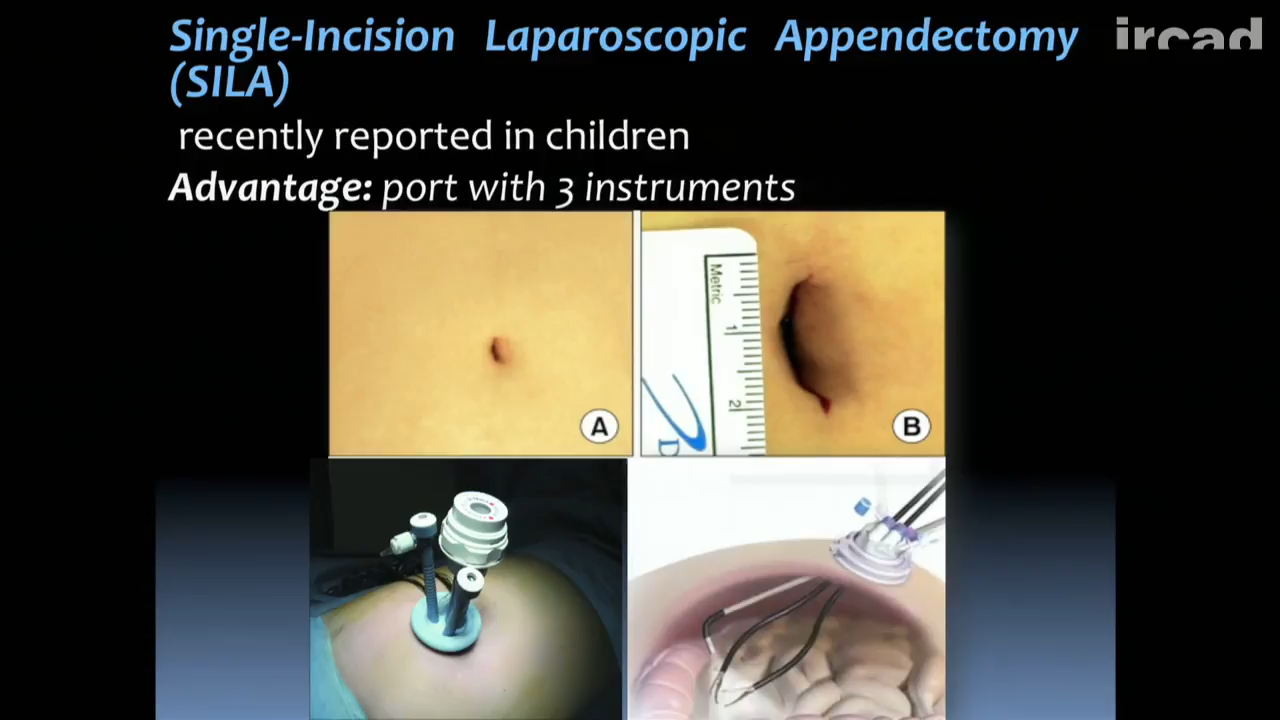 Single-Incision Laparoscopic Appendectomy
(SILA)
ircad
recently reported in children
Advantage: port with 3 instruments
Metric
1
2
D
A
B